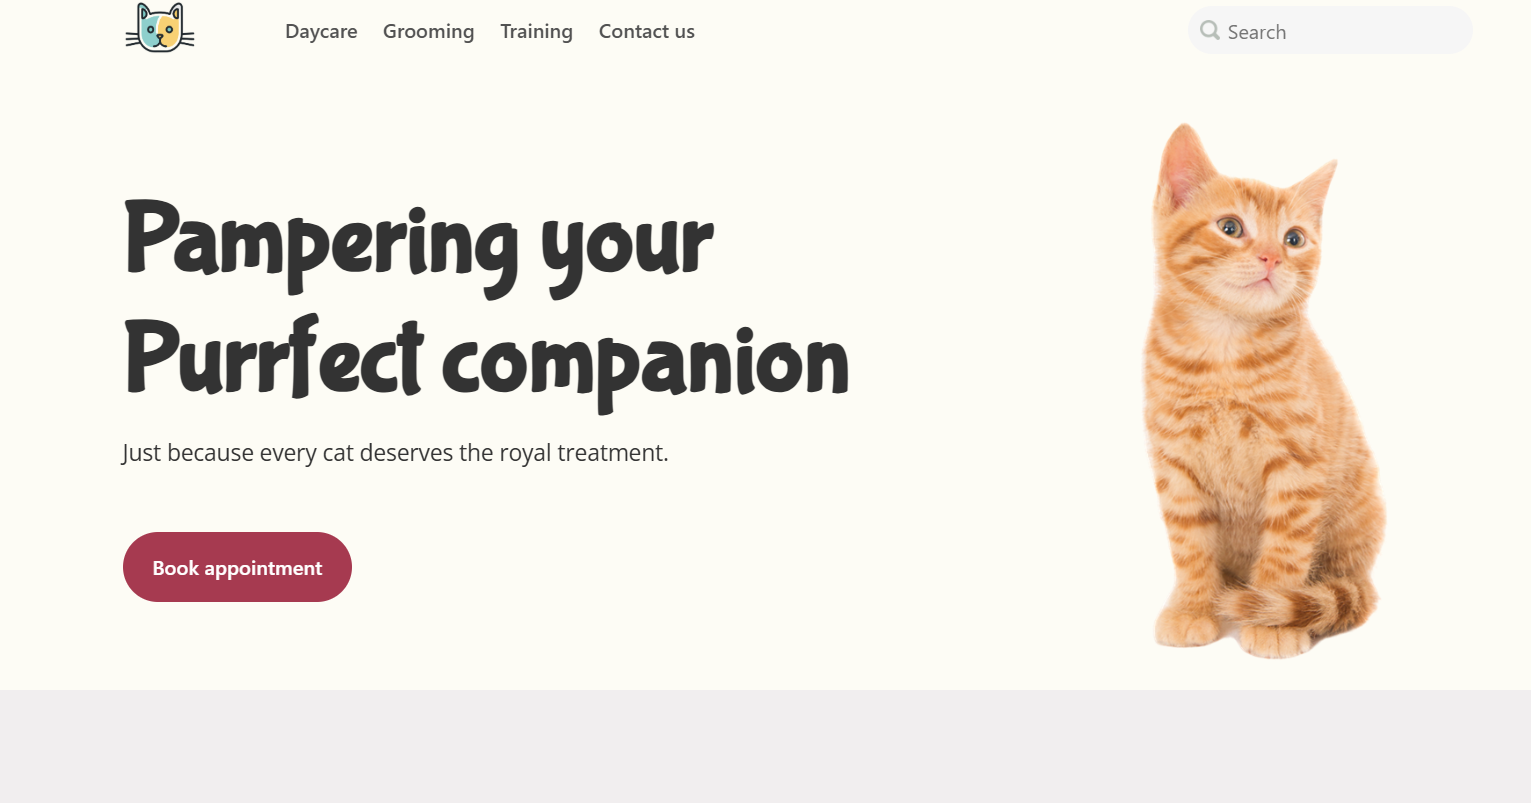 Daycare Grooming Training Contact us Search
Pampering your
Purrfect companion
Just because every cat deserves the royal treatment.
Book appointment